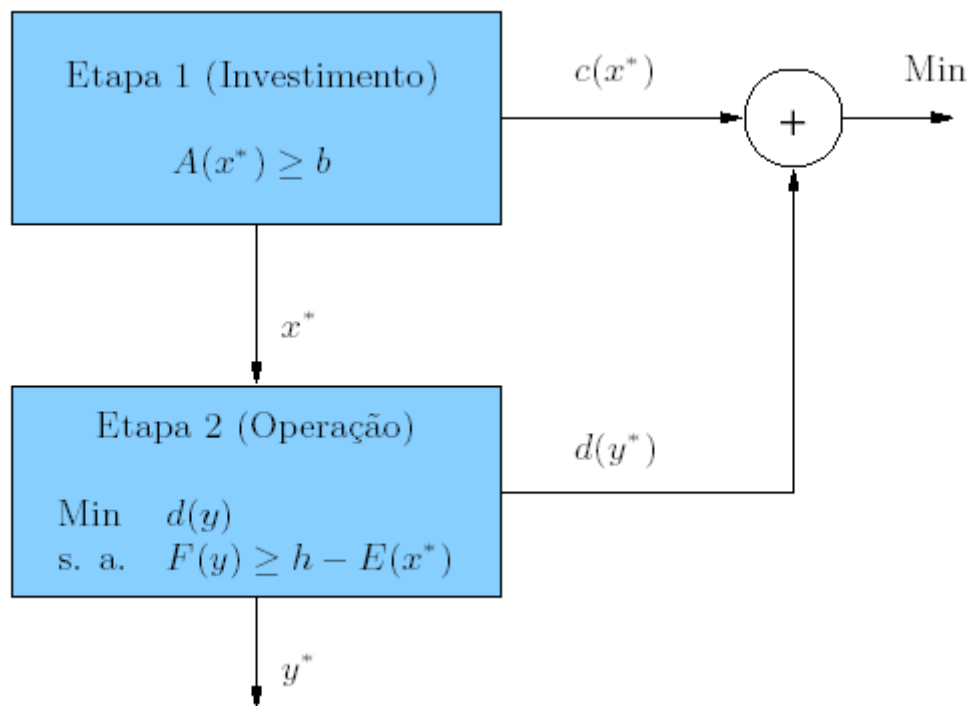 Etapa 1 (Investimento)
A(x*) ≥ b
c(x*)
+
Min
x*
Etapa 2 (Operação)
Min d(y)
s. a. F(y) ≥ h − E(x*)
d(y*)
y*